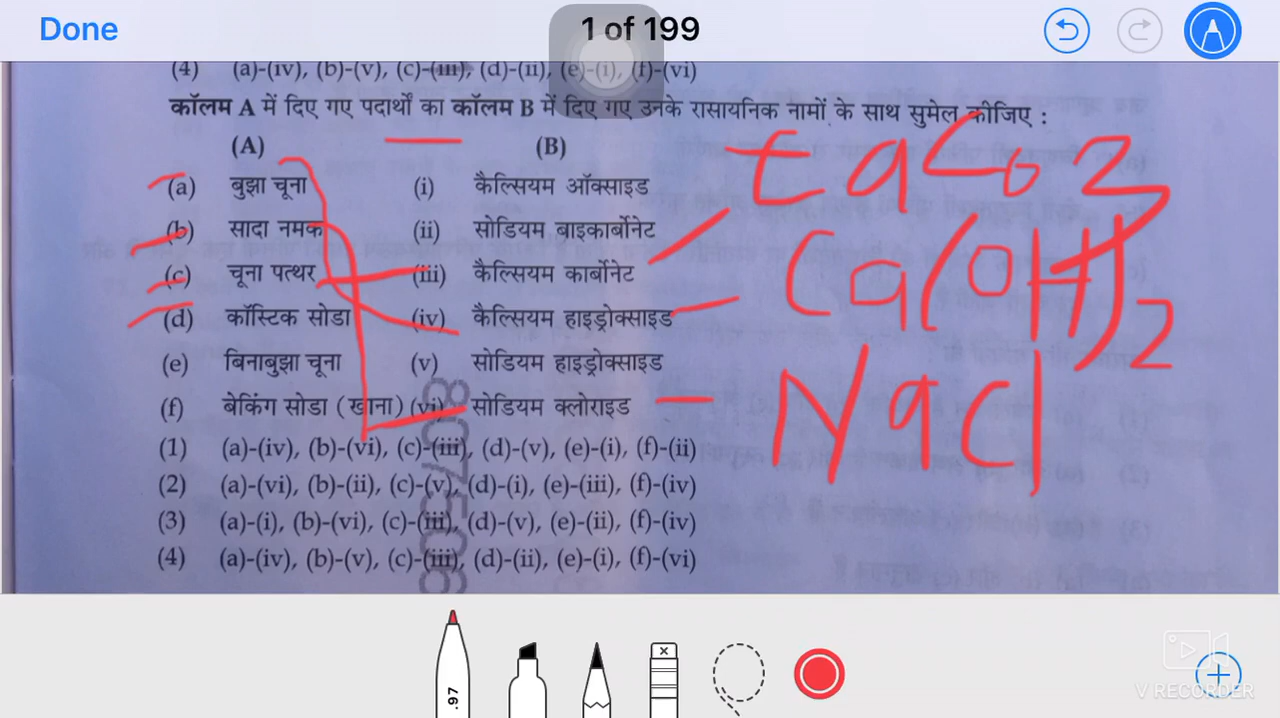 Done 1 of 199
(4) (a)-(iv), (b)-(v), (c)-(iii), (d)-(ii), (e)-(i), (f)-(vi)
कॉलम A में दिए गए पदार्थों का कॉलम B में दिए गए उनके रासायनिक नामों के साथ सुमेल कीजिए :
(A) (B)
(a) बुझा चूना (i) कैल्सियम ऑक्साइड
(b) सादा नमक (ii) सोडियम बाइकार्बोनेट
(c) चूना पत्थर (iii) कैल्सियम कार्बोनेट
(d) कॉस्टिक सोडा (iv) कैल्सियम हाइड्रोक्साइड
(e) बिनाबुझा चूना (v) सोडियम हाइड्रोक्साइड
(f) बेकिंग सोडा (खाना) (vi) सोडियम क्लोराइड
(1) (a)-(iv), (b)-(vi), (c)-(iii), (d)-(v), (e)-(i), (f)-(ii)
(2) (a)-(vi), (b)-(ii), (c)-(v), (d)-(i), (e)-(iii), (f)-(iv)
(3) (a)-(i), (b)-(vi), (c)-(iii), (d)-(v), (e)-(ii), (f)-(iv)
(4) (a)-(iv), (b)-(v), (c)-(iii), (d)-(ii), (e)-(i), (f)-(vi)
CaCo3
Ca(OH)2
NaCl
.97
V RECORDER